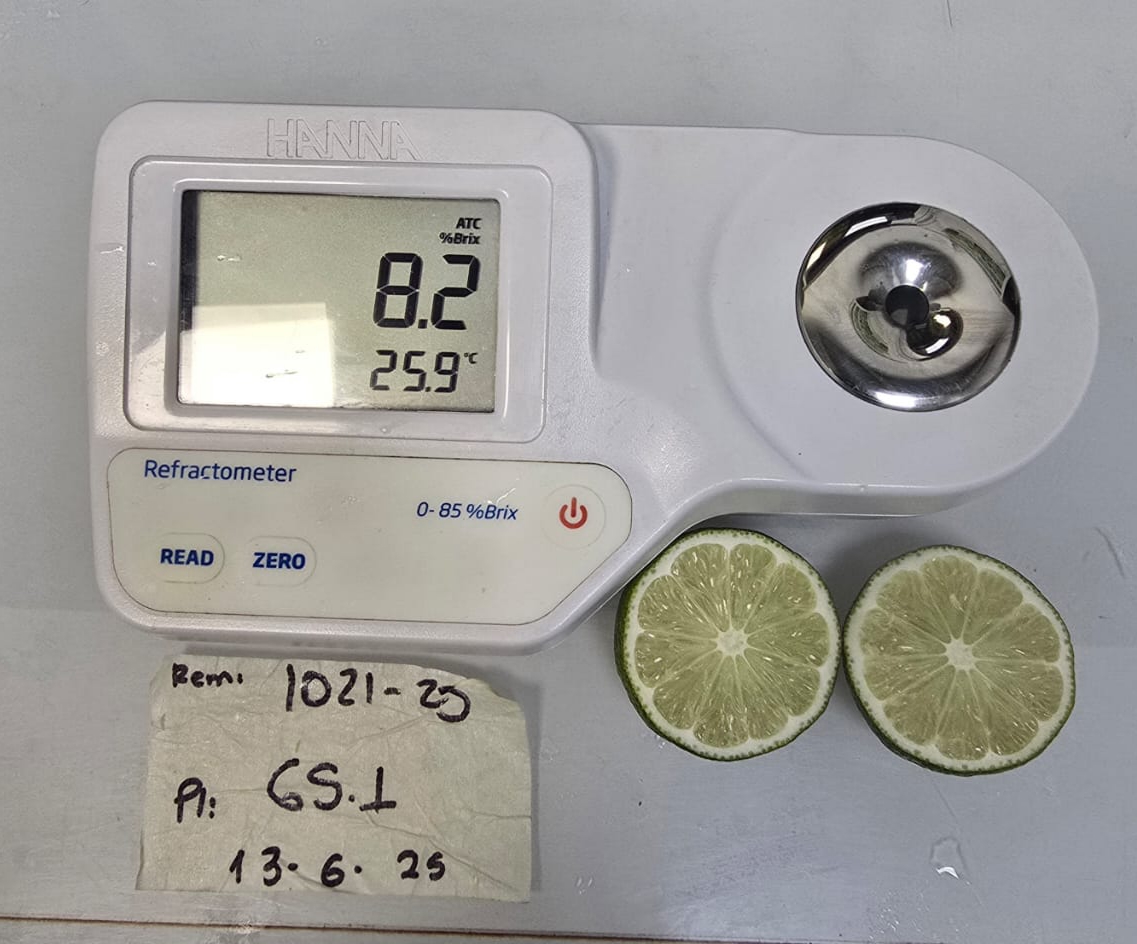 HANNA
ATC
%Brix
8.2
25.9 °C
Refractometer
0-85 %Brix
READ ZERO
Rem: 1021-25
Pl: GS.1
13.6.25